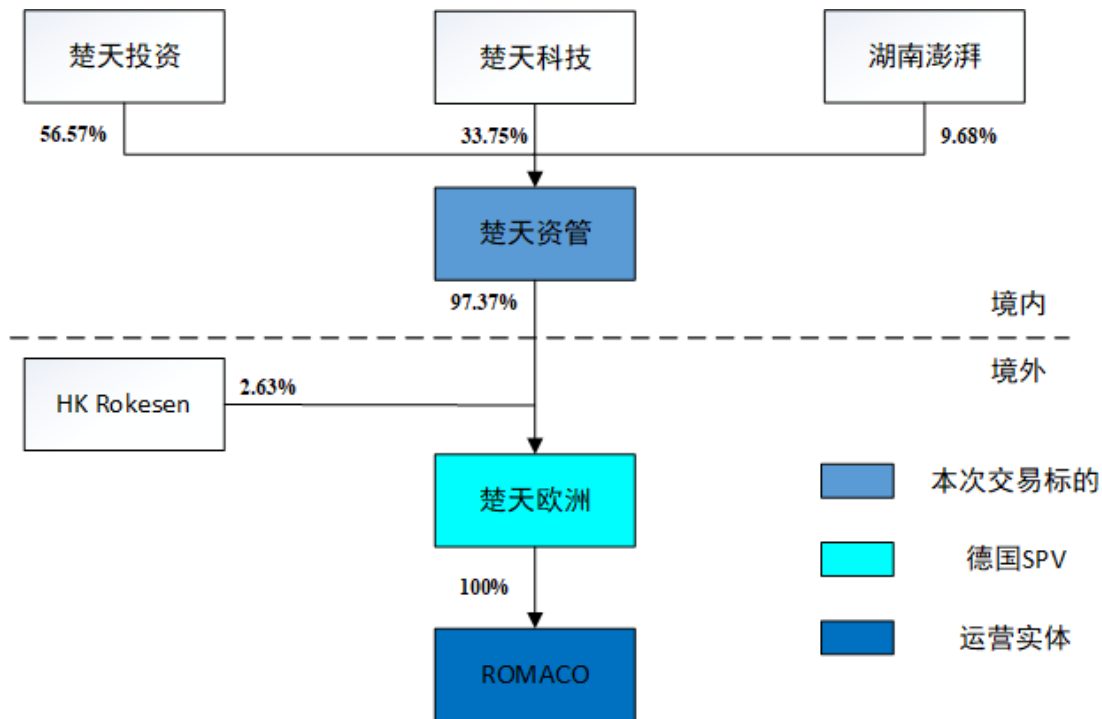 楚天投资
楚天科技
湖南澎湃
56.57%
33.75%
9.68%
楚天资管
97.37%
境内
境外
HK Rokesen
2.63%
楚天欧洲
本次交易标的
德国SPV
100%
运营实体
ROMACO